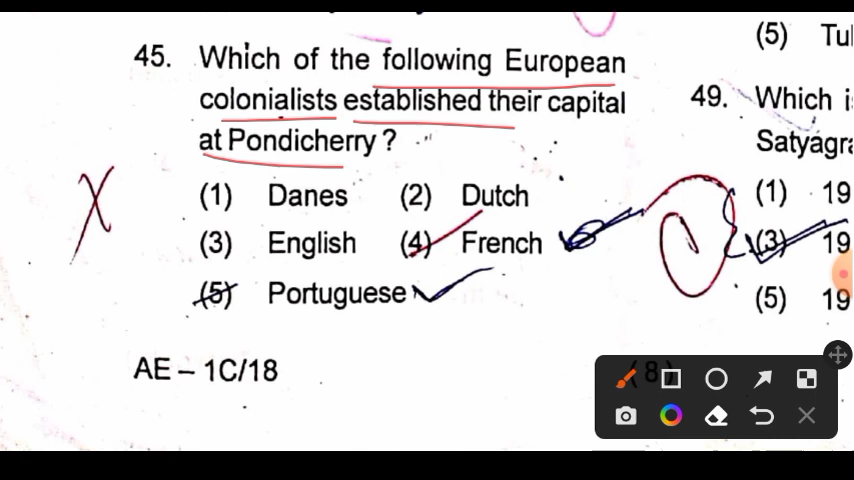 45. Which of the following European
colonialists established their capital
at Pondicherry ?
(1) Danes (2) Dutch
(3) English (4) French
(5) Portuguese
AE – 1C/18
( 8 )
(5) Tul
49. Which i
Satyagra
(1) 19
(3) 19
(5) 19